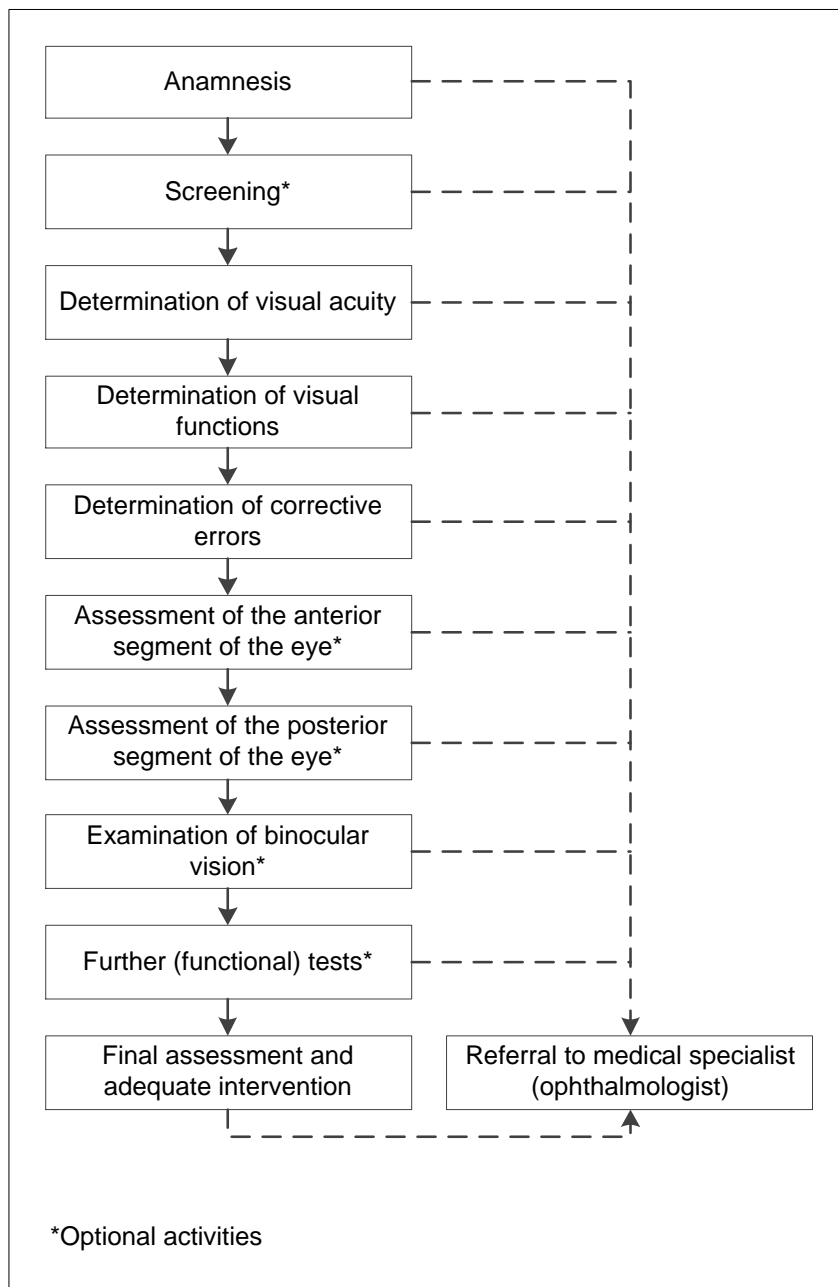 Anamnesis
Screening*
Determination of visual acuity
Determination of visual
functions
Determination of corrective
errors
Assessment of the anterior
segment of the eye*
Assessment of the posterior
segment of the eye*
Examination of binocular
vision*
Further (functional) tests*
Final assessment and
adequate intervention
Referral to medical specialist
(ophthalmologist)
*Optional activities